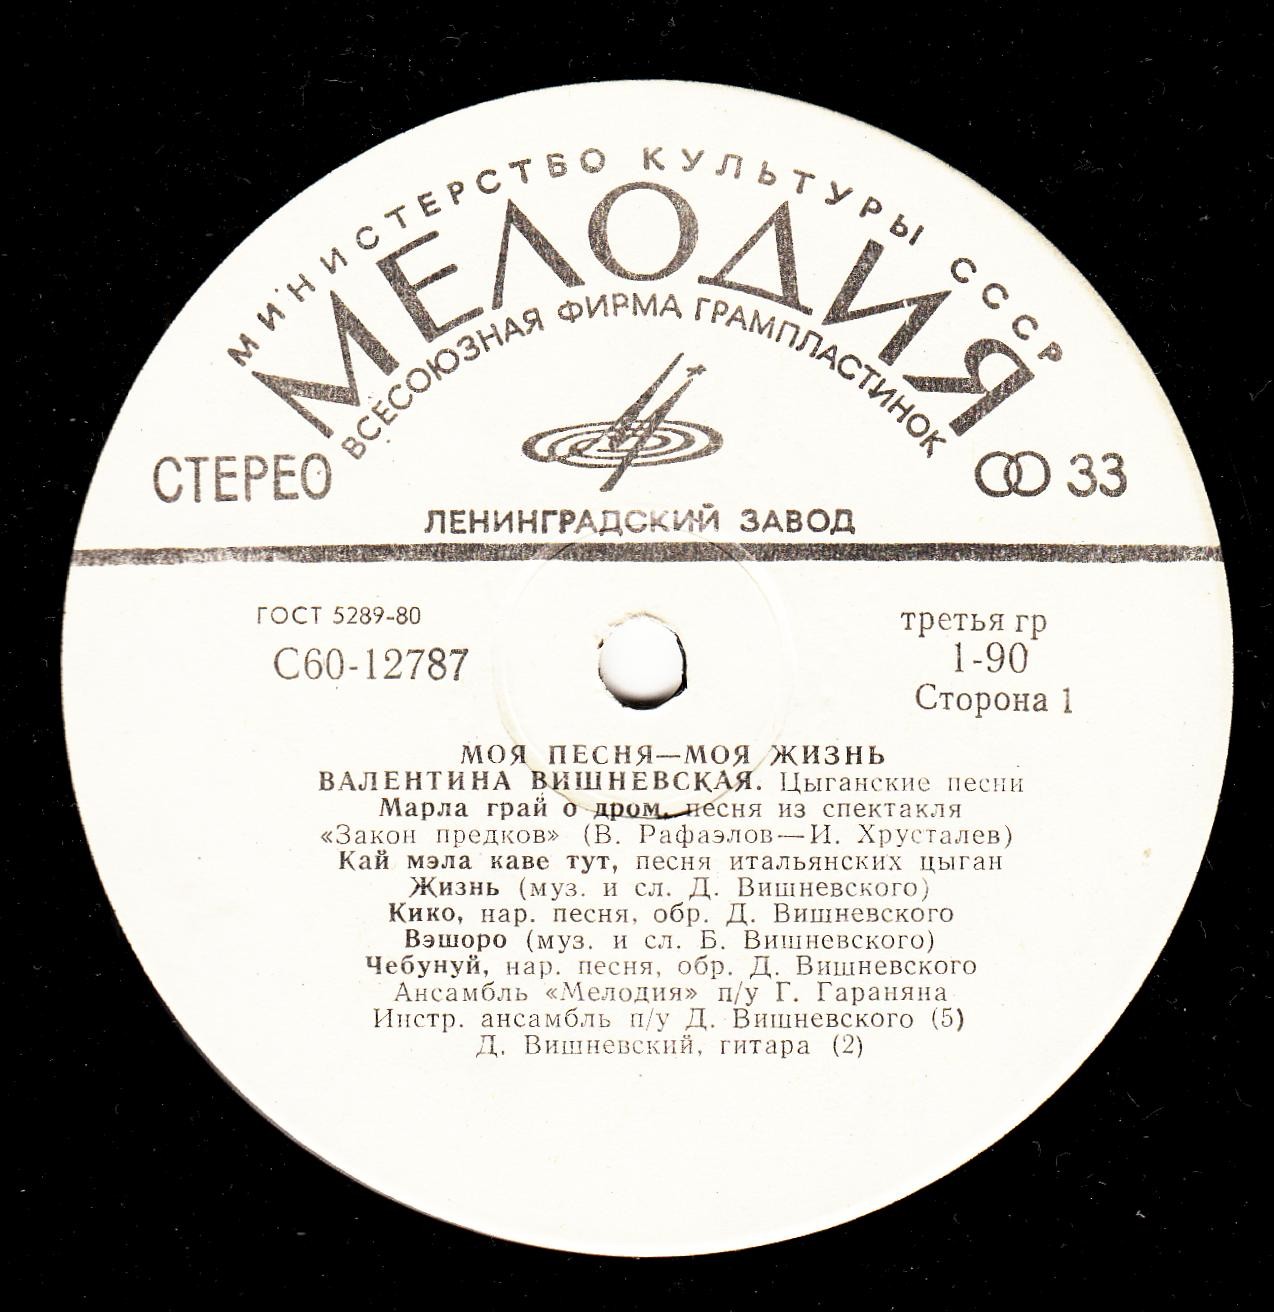 МИНИСТЕРСТВО КУЛЬТУРЫ СССР
МЕЛОДИЯ
ВСЕСОЮЗНАЯ ФИРМА ГРАМПЛАСТИНОК
СТЕРЕО
33
ЛЕНИНГРАДСКИЙ ЗАВОД
ГОСТ 5289-80
С60-12787
третья гр
1-90
Сторона 1
МОЯ ПЕСНЯ—МОЯ ЖИЗНЬ
ВАЛЕНТИНА ВИШНЕВСКАЯ. Цыганские песни
Марла грай о дром, песня из спектакля
«Закон предков» (В. Рафаэлов—И. Хрусталев)
Кай мэла каве тут, песня итальянских цыган
Жизнь (муз. и сл. Д. Вишневского)
Кико, нар. песня, обр. Д. Вишневского
Вэшоро (муз. и сл. Б. Вишневского)
Чебунуй, нар. песня, обр. Д. Вишневского
Ансамбль «Мелодия» п/у Г. Гараняна
Инстр. ансамбль п/у Д. Вишневского (5)
Д. Вишневский, гитара (2)